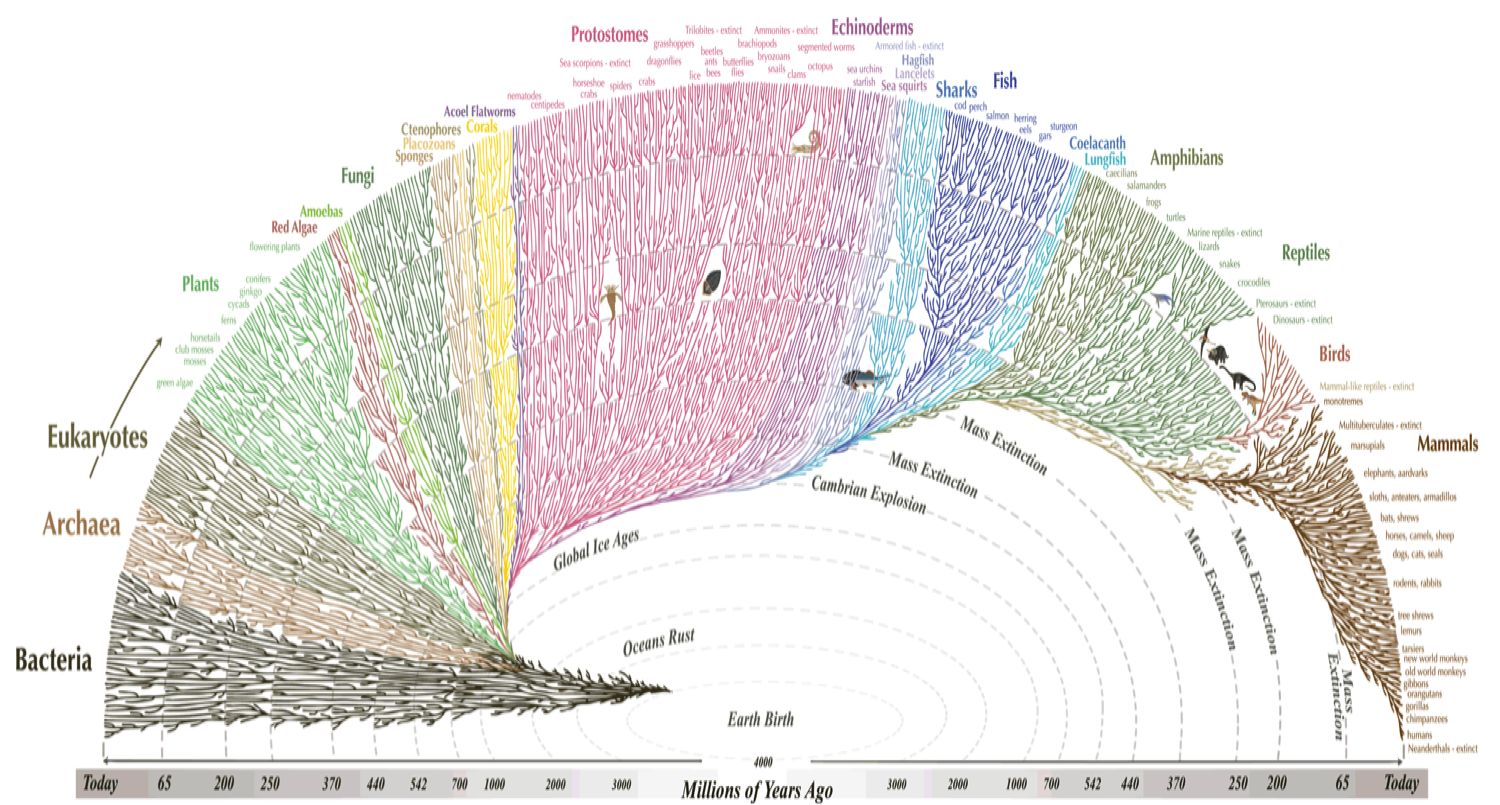 Protostomes
Echinoderms
Trilobites - extinct
Ammonites - extinct
grasshoppers
beetles
brachiopods
segmented worms
Armored fish - extinct
Sea scorpions - extinct
dragonflies
ants
butterflies
bryozoans
octopus
Hagfish
Lancelets
Sea squirts
sea urchins
starfish
lice
bees
flies
snails
clams
horseshoe
crabs
spiders
crabs
nematodes
centipedes
Sharks
Fish
cod
perch
salmon
herring
eels
sturgeon
gars
Coelacanth
Lungfish
Amphibians
caecilians
salamanders
frogs
turtles
Marine reptiles - extinct
lizards
Reptiles
snakes
crocodiles
Pterosaurs - extinct
Dinosaurs - extinct
Birds
Mammal-like reptiles - extinct
monotremes
Multituberculates - extinct
marsupials
Mammals
elephants, aardvarks
sloths, anteaters, armadillos
bats, shrews
horses, camels, sheep
dogs, cats, seals
rodents, rabbits
tree shrews
lemurs
tarsiers
new world monkeys
old world monkeys
gibbons
orangutans
gorillas
chimpanzees
humans
Neanderthals - extinct
Acoel Flatworms
Corals
Ctenophores
Placozoans
Sponges
Fungi
Amoebas
Red Algae
flowering plants
Plants
conifers
ginkgo
cycads
ferns
horsetails
club mosses
mosses
green algae
Eukaryotes
Archaea
Bacteria
Mass Extinction
Mass Extinction
Cambrian Explosion
Global Ice Ages
Oceans Rust
Earth Birth
Mass Extinction
Mass Extinction
Mass
Extinction
4000
Today 65 200 250 370 440 542 700 1000 2000 3000 Millions of Years Ago 3000 2000 1000 700 542 440 370 250 200 65 Today